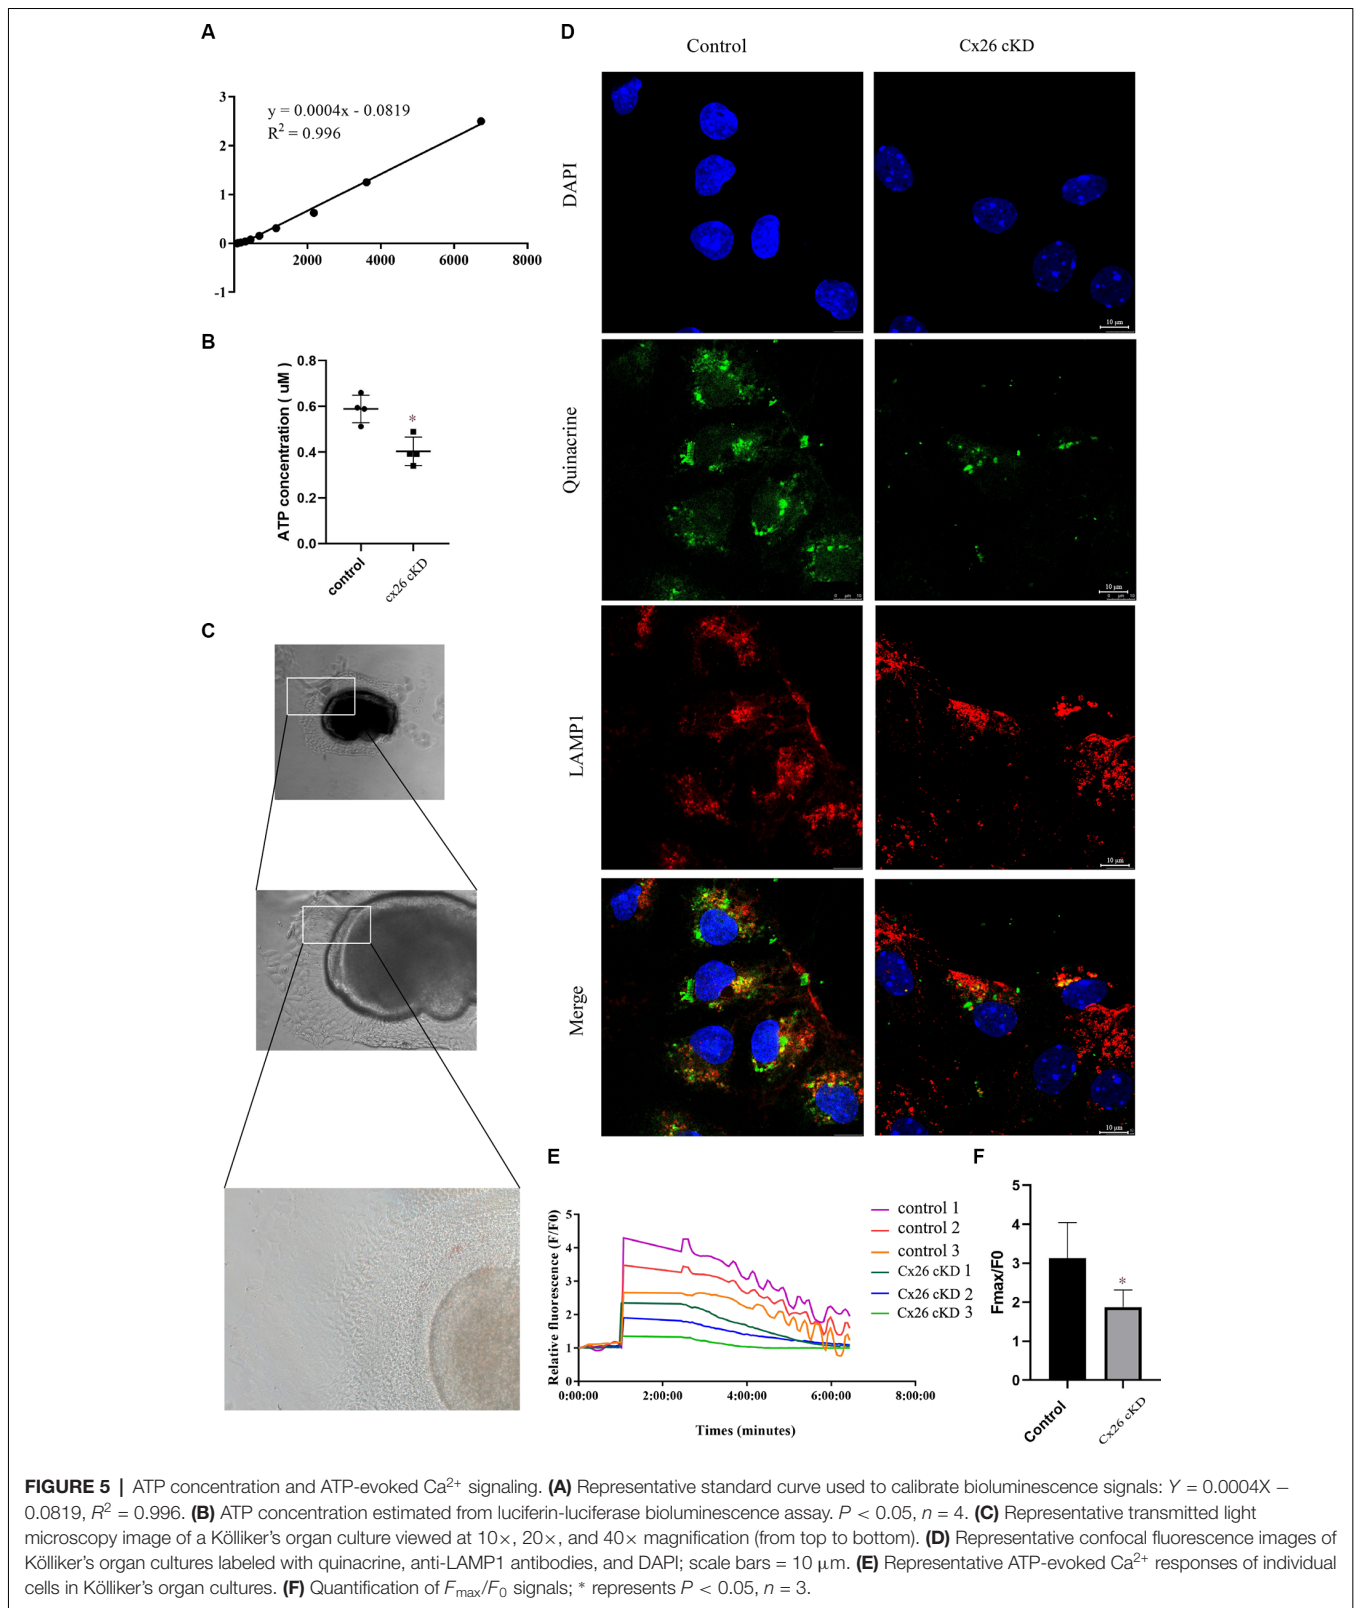 A
3
2
1
0
-1
2000 4000 6000 8000
y = 0.0004x - 0.0819
R² = 0.996
B
ATP concentration ( uM)
0.8
0.6
0.4
0.2
0.0
*
control
cx26 cKD
C
D
Control Cx26 cKD
DAPI
10 μm
Quinacrine
10 μm
LAMP1
10 μm
Merge
10 μm
E
Relative fluorescence (F/F0)
5
4
3
2
1
0
0:00:00 2:00:00 4:00:00 6:00:00 8:00:00
Times (minutes)
control 1
control 2
control 3
Cx26 cKD 1
Cx26 cKD 2
Cx26 cKD 3
F
Fmax/F0
5
4
3
2
1
0
*
Control
Cx26 cKD
FIGURE 5 | ATP concentration and ATP-evoked Ca²⁺ signaling. (A) Representative standard curve used to calibrate bioluminescence signals: Y = 0.0004X −
0.0819, R² = 0.996. (B) ATP concentration estimated from luciferin-luciferase bioluminescence assay. P < 0.05, n = 4. (C) Representative transmitted light
microscopy image of a Kölliker's organ culture viewed at 10×, 20×, and 40× magnification (from top to bottom). (D) Representative confocal fluorescence images of
Kölliker's organ cultures labeled with quinacrine, anti-LAMP1 antibodies, and DAPI; scale bars = 10 μm. (E) Representative ATP-evoked Ca²⁺ responses of individual
cells in Kölliker's organ cultures. (F) Quantification of Fmax/F0 signals; * represents P < 0.05, n = 3.